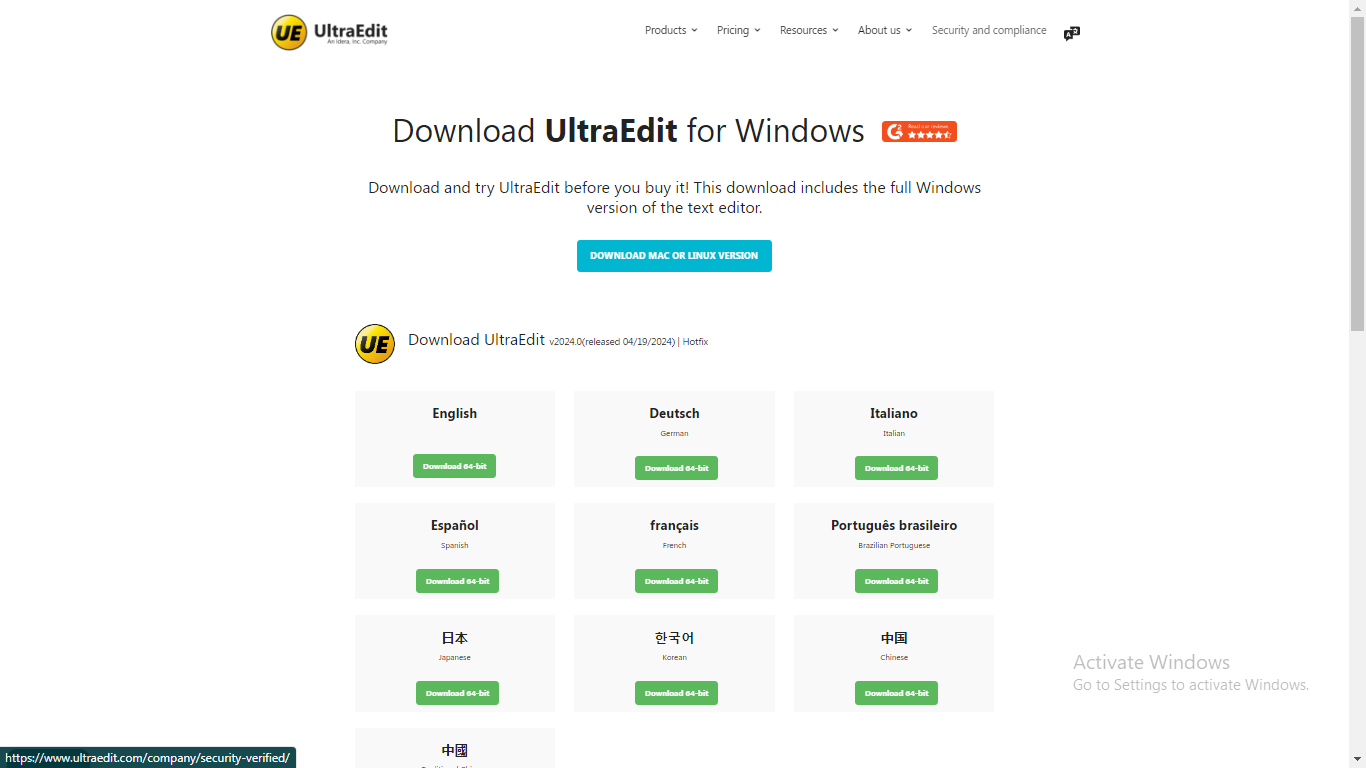 UE UltraEdit
An Idera, Inc. Company
Products
Pricing
Resources
About us
Security and compliance
Download UltraEdit for Windows
Read our reviews
Download and try UltraEdit before you buy it! This download includes the full Windows
version of the text editor.
DOWNLOAD MAC OR LINUX VERSION
UE
Download UltraEdit v2024.0(released 04/19/2024) | Hotfix
English
Download 64-bit
Deutsch
German
Download 64-bit
Italiano
Italian
Download 64-bit
Español
Spanish
Download 64-bit
français
French
Download 64-bit
Português brasileiro
Brazilian Portuguese
Download 64-bit
日本
Japanese
Download 64-bit
한국어
Korean
Download 64-bit
中国
Chinese
Download 64-bit
中國
Activate Windows
Go to Settings to activate Windows.
https://www.ultraedit.com/company/security-verified/